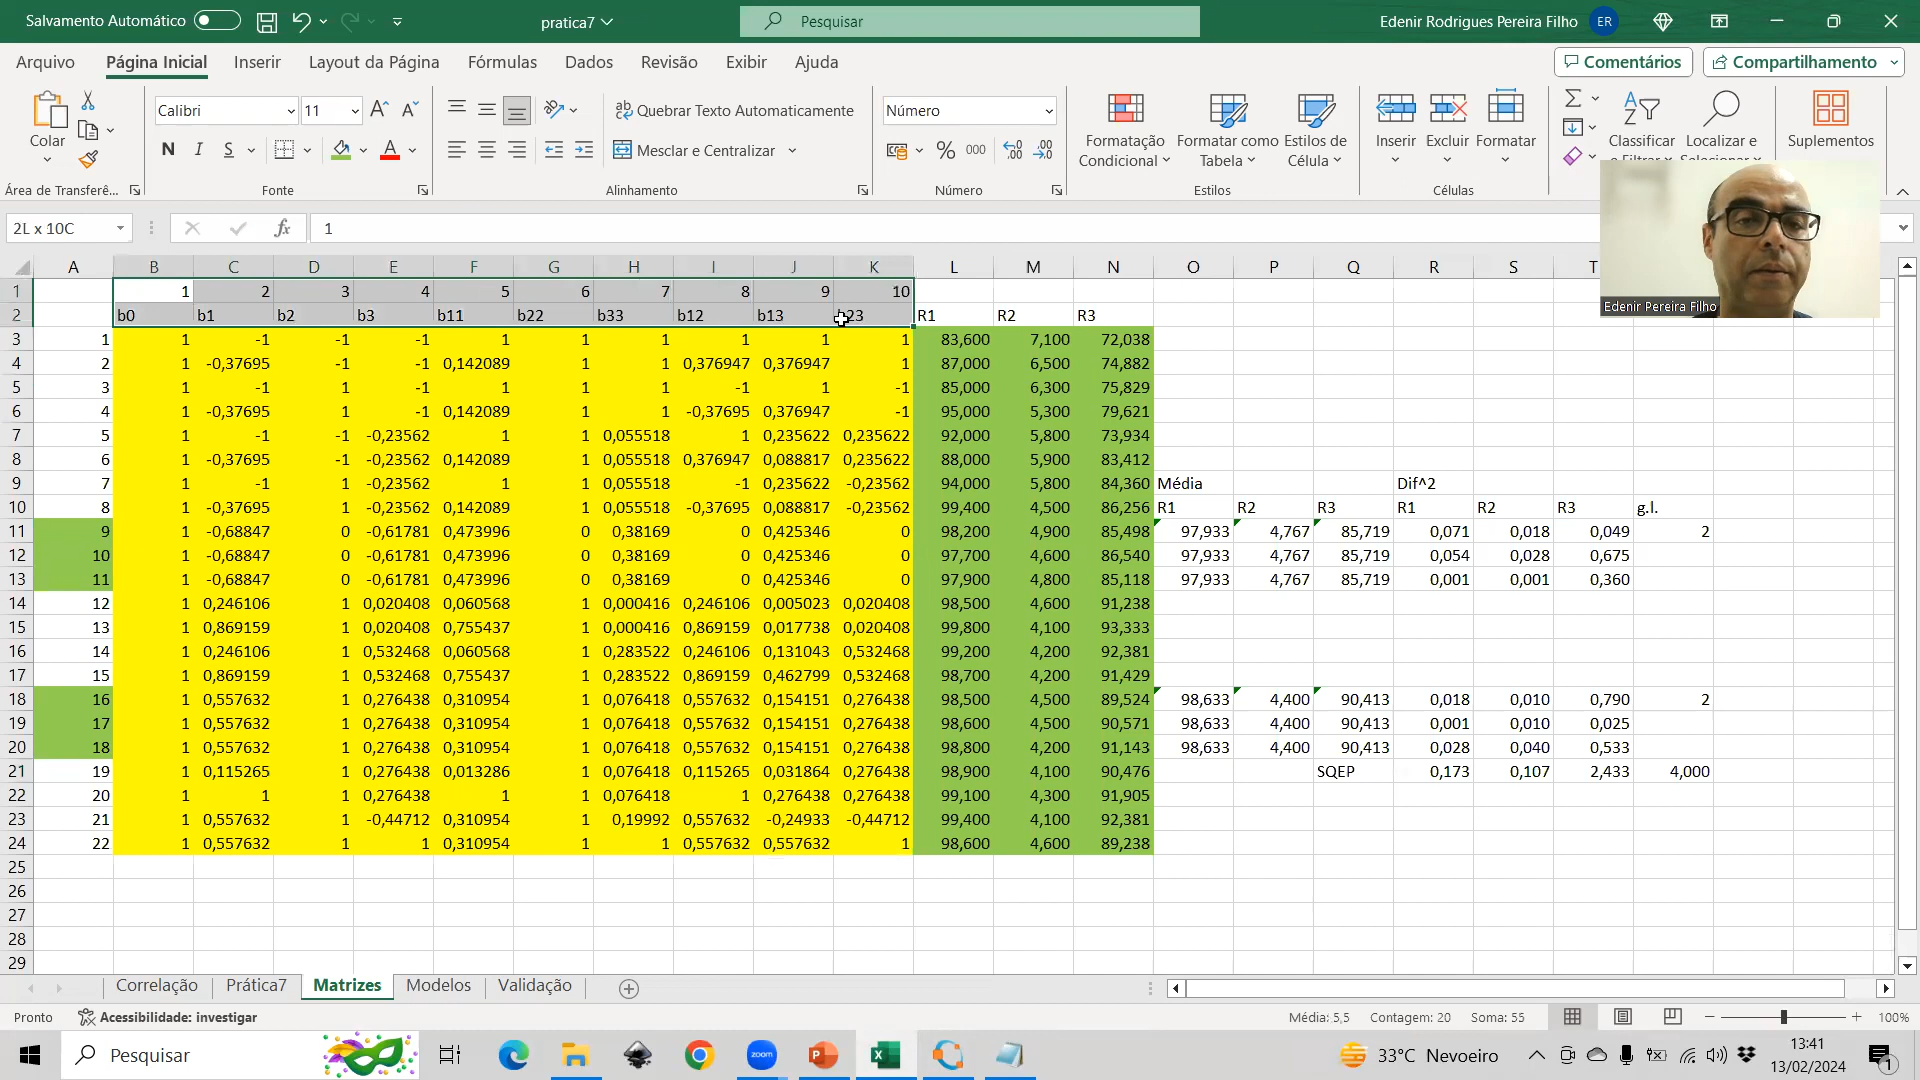 Salvamento Automático pratica7 Pesquisar Edenir Rodrigues Pereira Filho ER
Arquivo Página Inicial Inserir Layout da Página Fórmulas Dados Revisão Exibir Ajuda Comentários Compartilhamento
Calibri 11 Quebrar Texto Automaticamente Número
Colar N I S A Mesclar e Centralizar % 000 Formatação Condicional Formatar como Tabela Estilos de Célula Inserir Excluir Formatar Classificar Localizar e Suplementos
Área de Transferê... Fonte Alinhamento Número Estilos Células
2L x 10C fx 1
Edenir Pereira Filho
A B C D E F G H I J K L M N O P Q R S T
1 1 2 3 4 5 6 7 8 9 10
2 b0 b1 b2 b3 b11 b22 b33 b12 b13 b23 R1 R2 R3
3 1 1 -1 -1 -1 1 1 1 1 1 1 83,600 7,100 72,038
4 2 1 -0,37695 -1 -1 0,142089 1 1 0,376947 0,376947 1 87,000 6,500 74,882
5 3 1 -1 1 -1 1 1 1 -1 1 -1 85,000 6,300 75,829
6 4 1 -0,37695 1 -1 0,142089 1 1 -0,37695 0,376947 -1 95,000 5,300 79,621
7 5 1 -1 -1 -0,23562 1 1 0,055518 1 0,235622 0,235622 92,000 5,800 73,934
8 6 1 -0,37695 -1 -0,23562 0,142089 1 0,055518 0,376947 0,088817 0,235622 88,000 5,900 83,412
9 7 1 -1 1 -0,23562 1 1 0,055518 -1 0,235622 -0,23562 94,000 5,800 84,360 Média Dif^2
10 8 1 -0,37695 1 -0,23562 0,142089 1 0,055518 -0,37695 0,088817 -0,23562 99,400 4,500 86,256 R1 R2 R3 R1 R2 R3 g.l.
11 9 1 -0,68847 0 -0,61781 0,473996 0 0,38169 0 0,425346 0 98,200 4,900 85,498 97,933 4,767 85,719 0,071 0,018 0,049 2
12 10 1 -0,68847 0 -0,61781 0,473996 0 0,38169 0 0,425346 0 97,700 4,600 86,540 97,933 4,767 85,719 0,054 0,028 0,675
13 11 1 -0,68847 0 -0,61781 0,473996 0 0,38169 0 0,425346 0 97,900 4,800 85,118 97,933 4,767 85,719 0,001 0,001 0,360
14 12 1 0,246106 1 0,020408 0,060568 1 0,000416 0,246106 0,005023 0,020408 98,500 4,600 91,238
15 13 1 0,869159 1 0,020408 0,755437 1 0,000416 0,869159 0,017738 0,020408 99,800 4,100 93,333
16 14 1 0,246106 1 0,532468 0,060568 1 0,283522 0,246106 0,131043 0,532468 99,200 4,200 92,381
17 15 1 0,869159 1 0,532468 0,755437 1 0,283522 0,869159 0,462799 0,532468 98,700 4,200 91,429
18 16 1 0,557632 1 0,276438 0,310954 1 0,076418 0,557632 0,154151 0,276438 98,500 4,500 89,524 98,633 4,400 90,413 0,018 0,010 0,790 2
19 17 1 0,557632 1 0,276438 0,310954 1 0,076418 0,557632 0,154151 0,276438 98,600 4,500 90,571 98,633 4,400 90,413 0,001 0,010 0,025
20 18 1 0,557632 1 0,276438 0,310954 1 0,076418 0,557632 0,154151 0,276438 98,800 4,200 91,143 98,633 4,400 90,413 0,028 0,040 0,533
21 19 1 0,115265 1 0,276438 0,013286 1 0,076418 0,115265 0,031864 0,276438 98,900 4,100 90,476 SQEP 0,173 0,107 2,433 4,000
22 20 1 1 1 0,276438 1 1 0,076418 1 0,276438 0,276438 99,100 4,300 91,905
23 21 1 0,557632 1 -0,44712 0,310954 1 0,19992 0,557632 -0,24933 -0,44712 99,400 4,100 92,381
24 22 1 0,557632 1 1 0,310954 1 1 0,557632 0,557632 1 98,600 4,600 89,238
25
26
27
28
29
Correlação Prática7 Matrizes Modelos Validação
Pronto Acessibilidade: investigar Média: 5,5 Contagem: 20 Soma: 55 100%
Pesquisar zoom 33°C Nevoeiro 13:41
13/02/2024 1